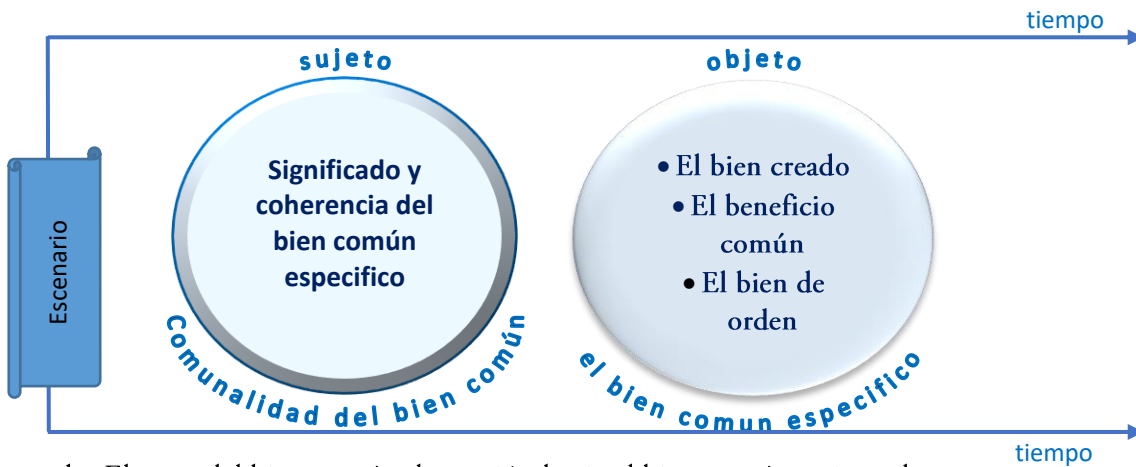 tiempo
sujeto
objeto
Significado y
coherencia del
bien común
especifico
• El bien creado
• El beneficio
común
• El bien de
orden
Escenario
Comunalidad del bien común
el bien comun especifico
tiempo